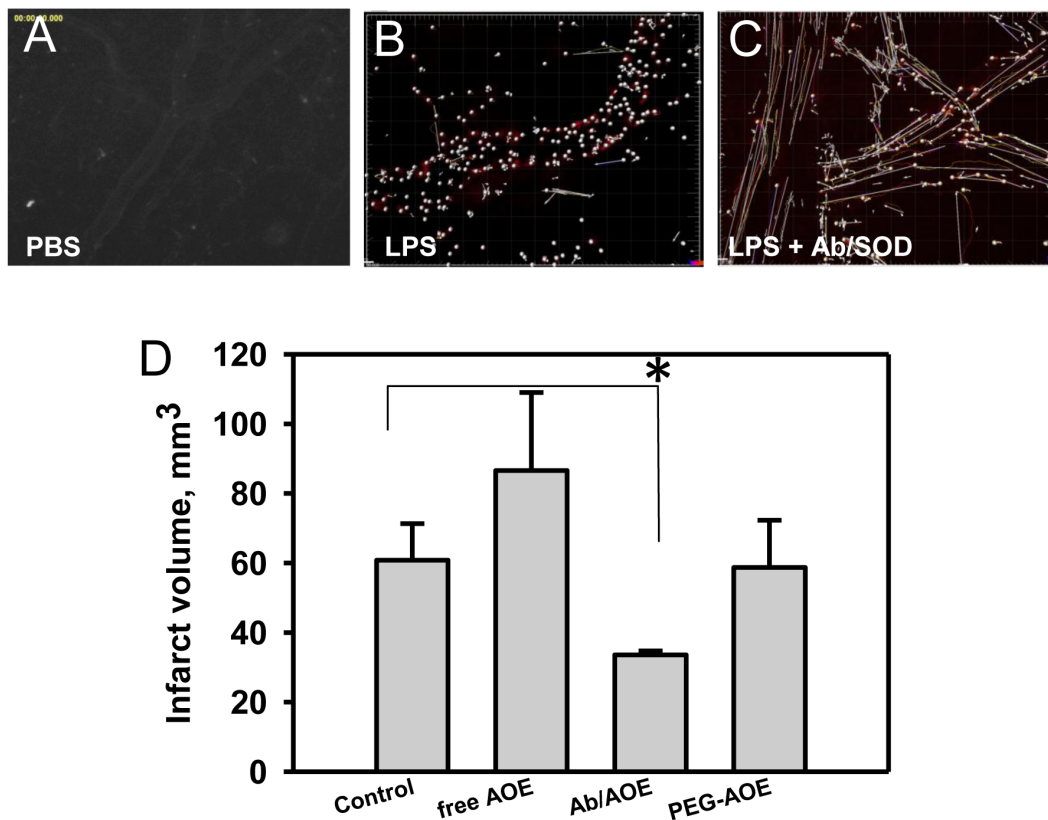 00:00:00.000
A
B
C
PBS
LPS
LPS + Ab/SOD
D
Infarct volume, mm3
120
100
80
60
40
20
0
*
Control
free AOE
Ab/AOE
PEG-AOE